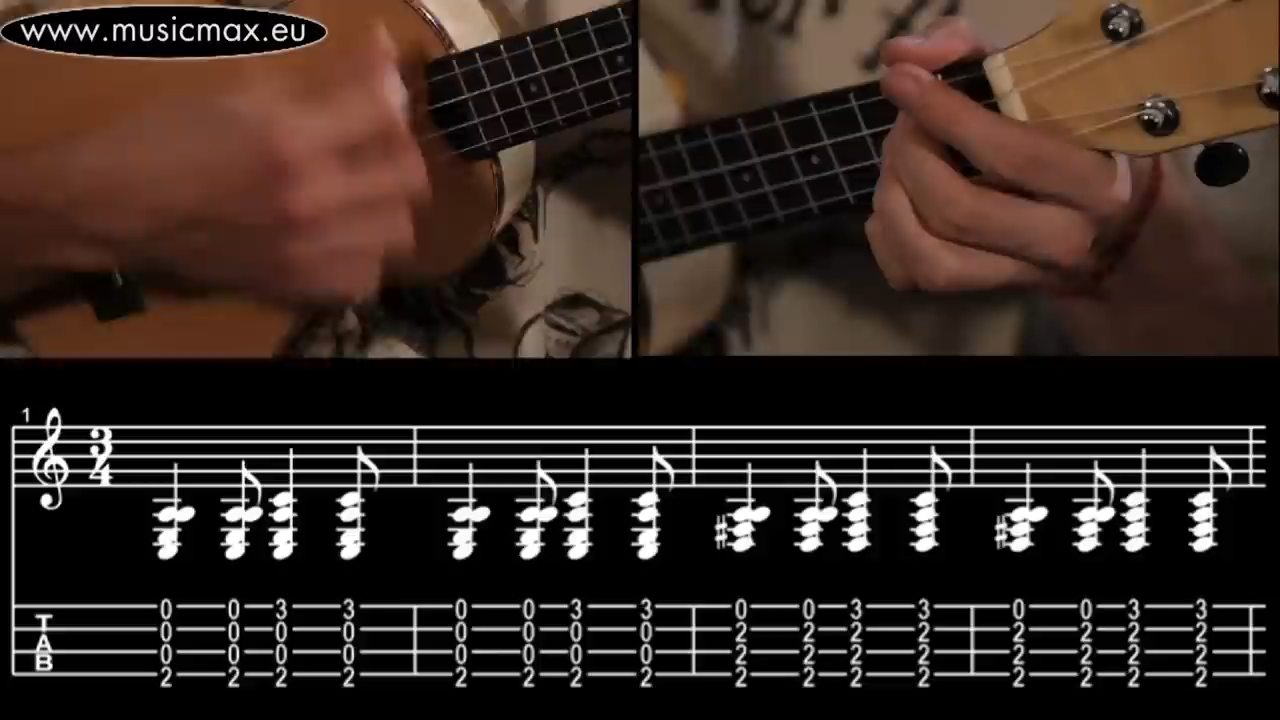 www.musicmax.eu
1
3
4
T 0 0 3 3 0 0 3 3 0 0 3 3 0 0 3 3
A 0 0 0 0 0 0 0 0 2 2 2 2 2 2 2 2
B 0 0 0 0 0 0 0 0 2 2 2 2 2 2 2 2
2 2 2 2 2 2 2 2 2 2 2 2 2 2 2 2